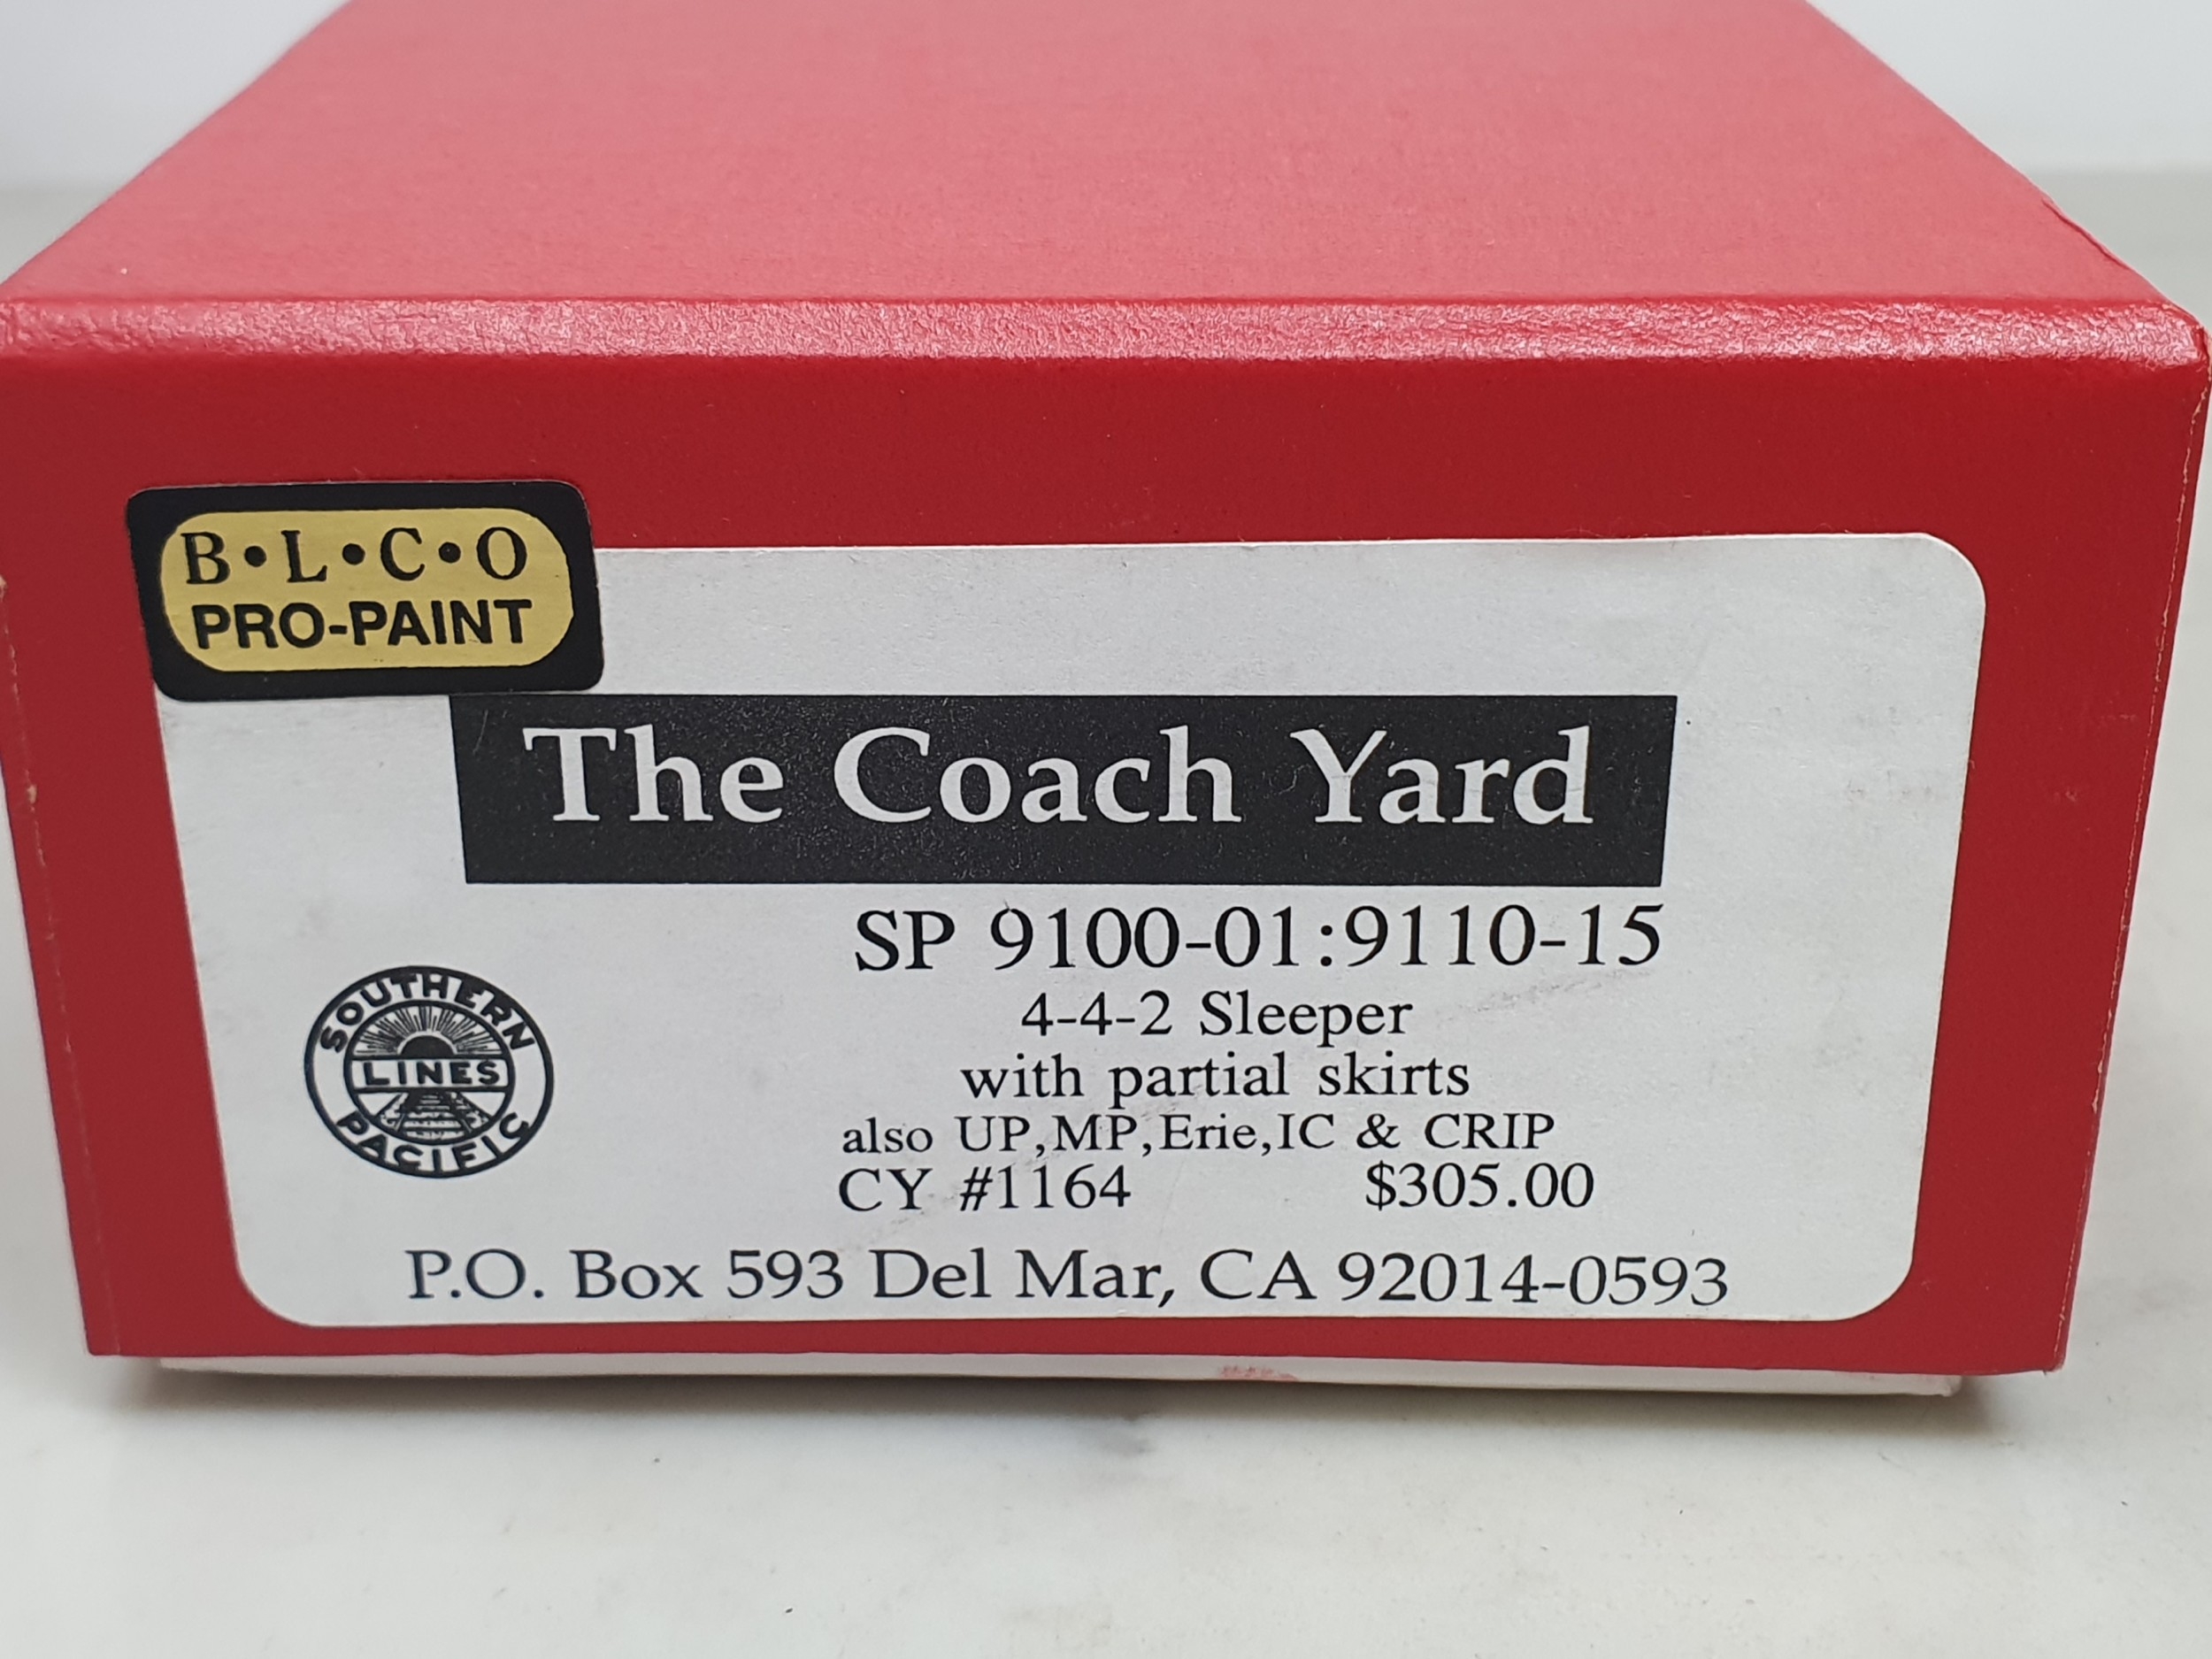 B•L•C•O
PRO-PAINT
The Coach Yard
SP 9100-01:9110-15
4-4-2 Sleeper
with partial skirts
also UP,MP,Erie,IC & CRIP
CY #1164 $305.00
SOUTHERN
LINES
PACIFIC
P.O. Box 593 Del Mar, CA 92014-0593